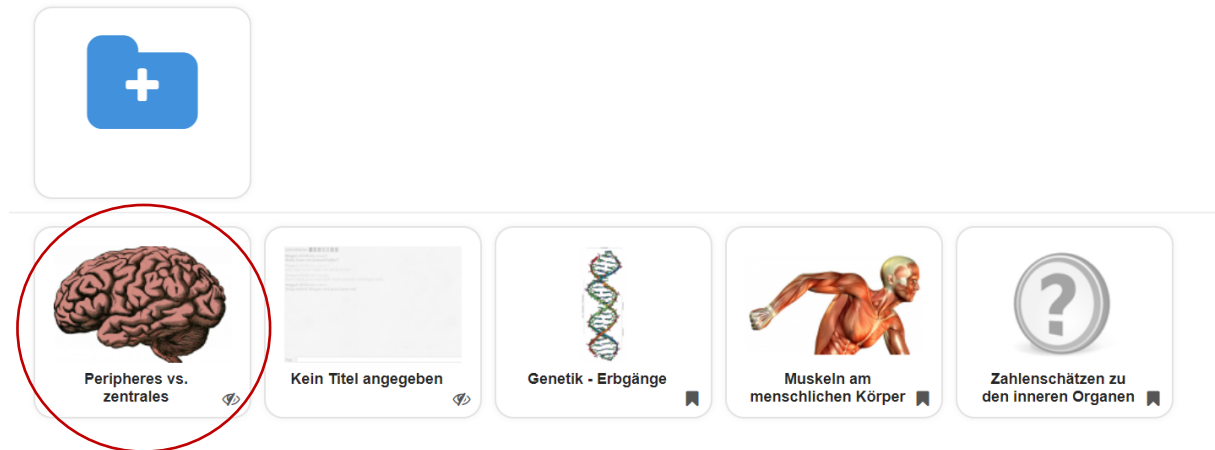 Peripheres vs.
zentrales
Kein Titel angegeben
Genetik - Erbgänge
Muskeln am
menschlichen Körper
Zahlenschätzen zu
den inneren Organen